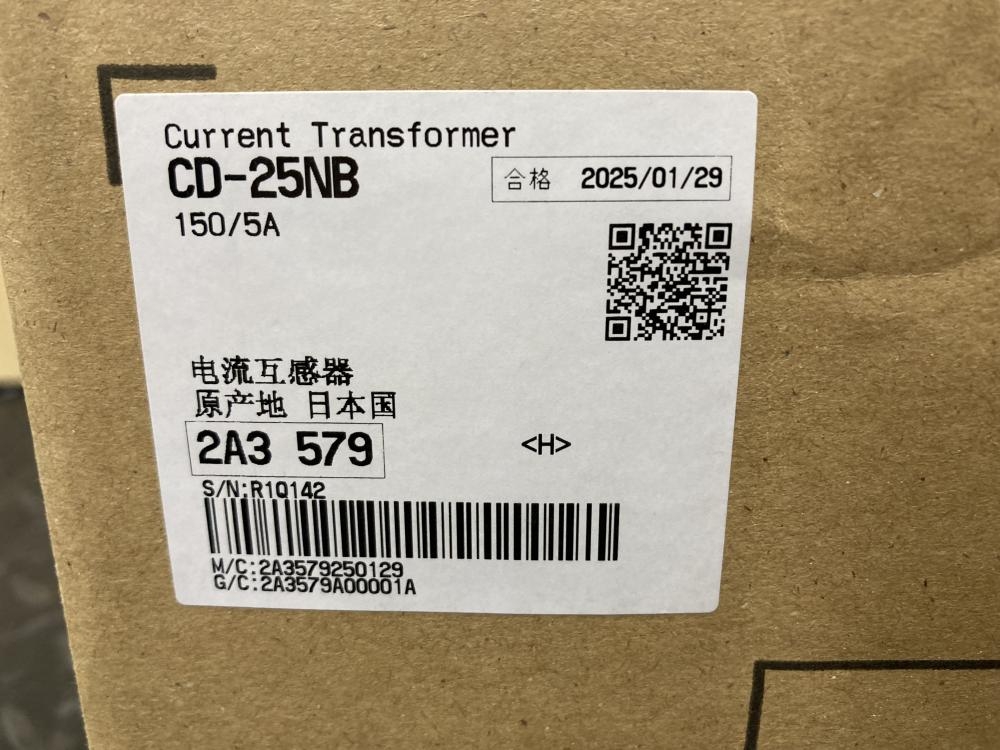 Current Transformer
CD-25NB
合格 2025/01/29
150/5A
电流互感器
原产地 日本国
2A3 579
<H>
S/N:R1Q142
M/C:2A3579250129
G/C:2A3579A00001A